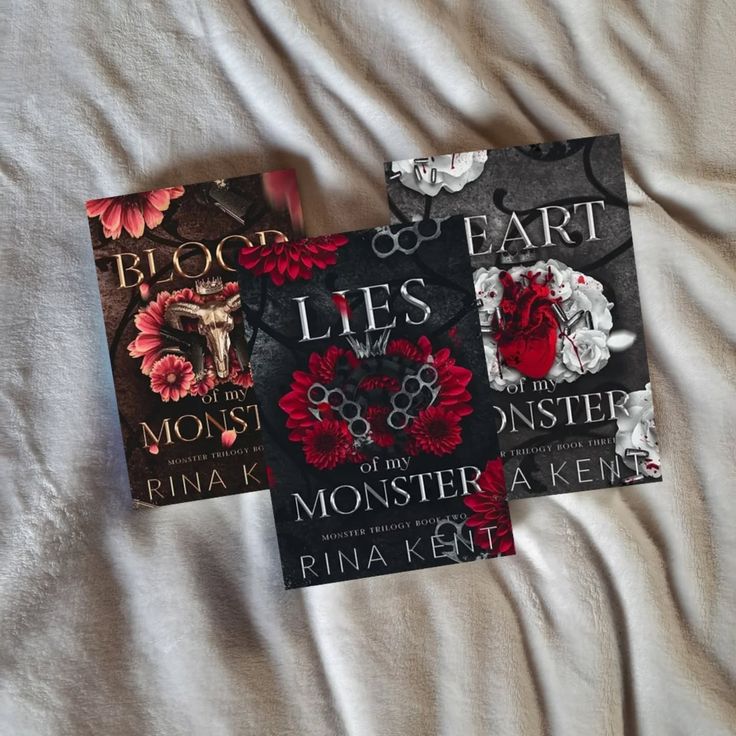 BLOOD
of my
MONST
MONSTER TRILOGY BO
RINA K
LIES
of my
MONSTER
MONSTER TRILOGY BOOK TWO
RINA KENT
EART
of my
ONSTER
ER TRILOGY BOOK THREE
A KENT